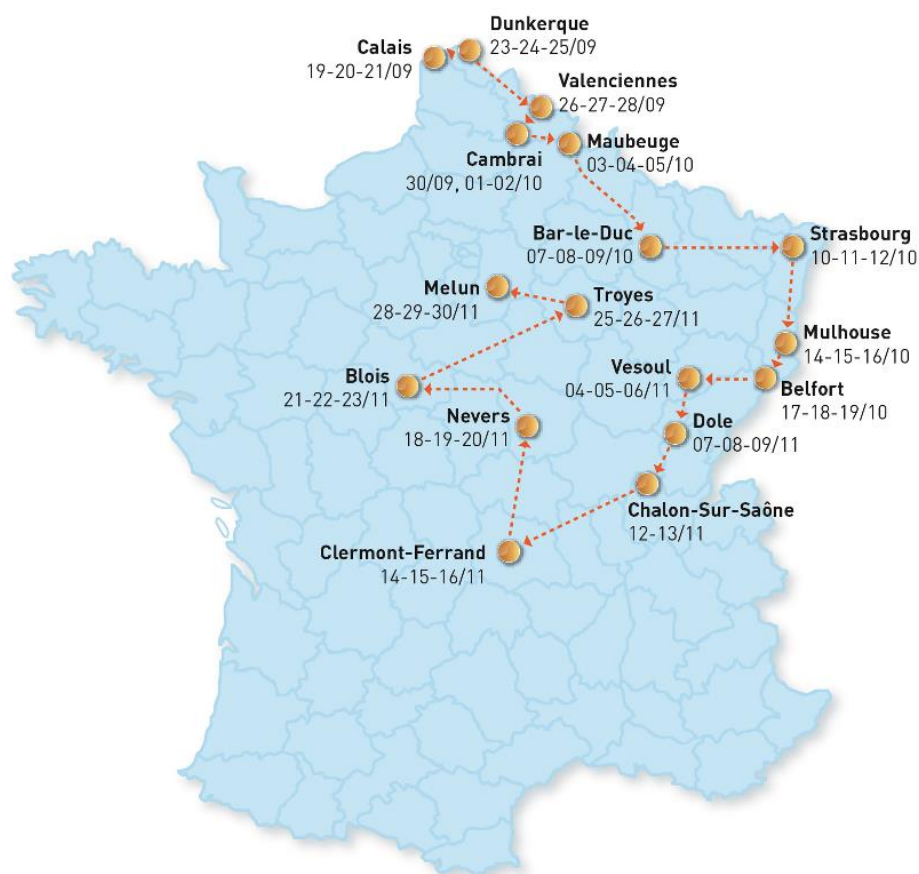 Dunkerque
23-24-25/09
Calais
19-20-21/09
Valenciennes
26-27-28/09
Cambrai
30/09, 01-02/10
Maubeuge
03-04-05/10
Bar-le-Duc
07-08-09/10
Strasbourg
10-11-12/10
Melun
28-29-30/11
Troyes
25-26-27/11
Mulhouse
14-15-16/10
Vesoul
04-05-06/11
Belfort
17-18-19/10
Blois
21-22-23/11
Nevers
18-19-20/11
Dole
07-08-09/11
Chalon-Sur-Saône
12-13/11
Clermont-Ferrand
14-15-16/11